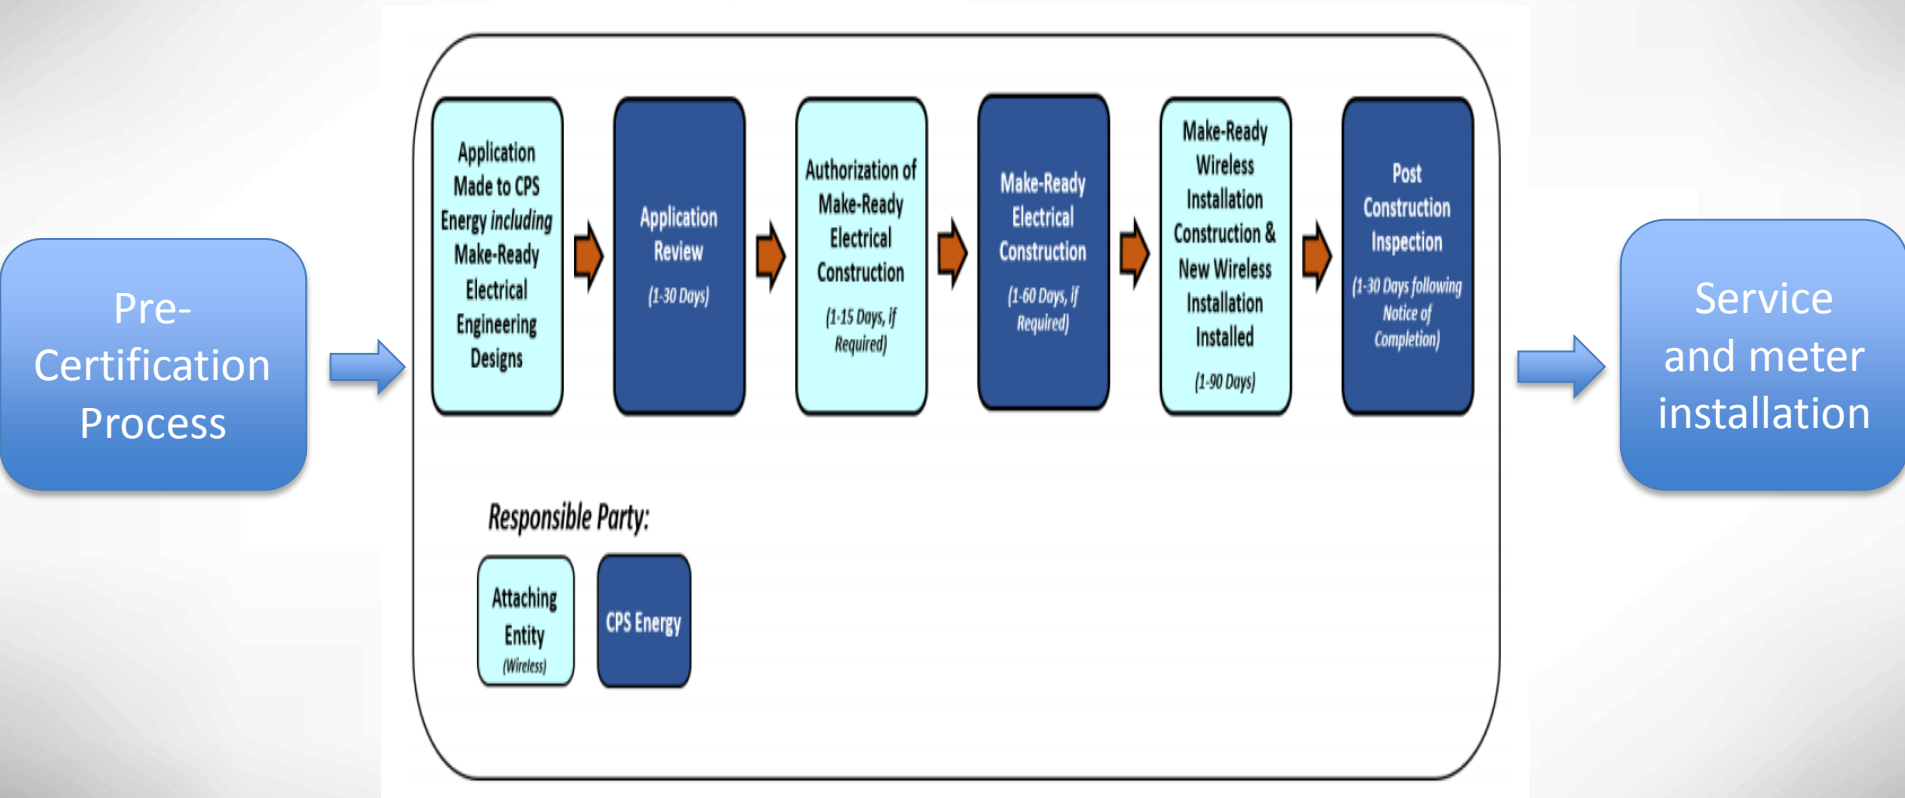 Pre-
Certification
Process
Application
Made to CPS
Energy including
Make-Ready
Electrical
Engineering
Designs
Application
Review
(1-30 Days)
Authorization of
Make-Ready
Electrical
Construction
(1-15 Days, if
Required)
Make-Ready
Electrical
Construction
(1-60 Days, if
Required)
Make-Ready
Wireless
Installation
Construction &
New Wireless
Installation
Installed
(1-90 Days)
Post
Construction
Inspection
(1-30 Days following
Notice of
Completion)
Service
and meter
installation
Responsible Party:
Attaching
Entity
(Wireless)
CPS Energy